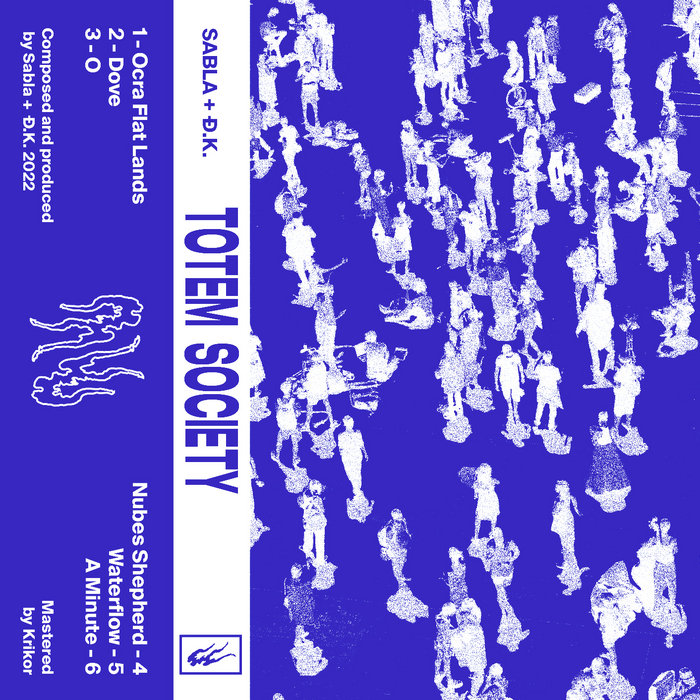 SABLA + Đ.K.
TOTEM SOCIETY
1 - Ocra Flat Lands
2 - Dove
3 - O
Composed and produced
by Sabla + Đ.K. 2022
Nubes Shepherd - 4
Waterflow - 5
A Minute - 6
Mastered
by Krikor